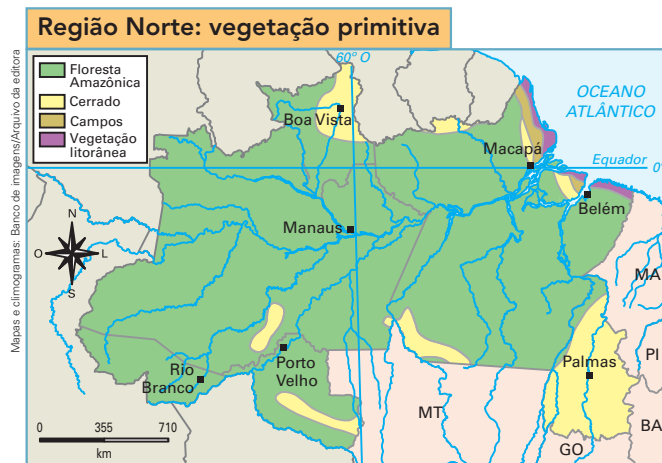 Região Norte: vegetação primitiva
60º O
Floresta
Amazônica
Cerrado
Campos
Vegetação
litorânea
OCEANO
ATLÂNTICO
Boa Vista
Macapá
Equador
0º
Belém
Manaus
N
O
L
S
MA
PI
Porto
Velho
Rio
Branco
Palmas
MT
BA
GO
0 355 710
km
Mapas e climogramas: Banco de imagens/Arquivo da editora